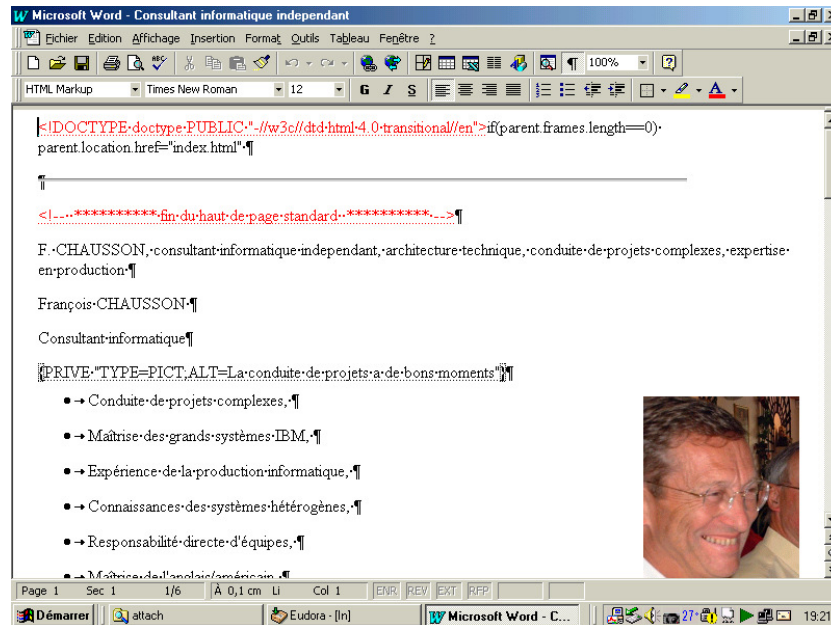 Microsoft Word - Consultant informatique independant
Fichier Edition Affichage Insertion Format Outils Tableau Fenêtre ?
100%
HTML Markup Times New Roman 12 G I S
<!DOCTYPE·doctype·PUBLIC·"-//w3c//dtd·html·4.0·transitional//en">if(parent.frames.length==0)·
parent.location.href="index.html"·¶
¶
<!--··**********·fin·du·haut·de·page·standard··**********·-->¶
F.·CHAUSSON,·consultant·informatique·independant,·architecture·technique,·conduite·de·projets·complexes,·expertise·
en·production·¶
François·CHAUSSON·¶
Consultant·informatique¶
{PRIVE·"TYPE=PICT;ALT=La·conduite·de·projets·a·de·bons·moments"}¶
●→Conduite·de·projets·complexes,·¶
●→Maîtrise·des·grands·systèmes·IBM,·¶
●→Expérience·de·la·production·informatique,·¶
●→Connaissances·des·systèmes·hétérogènes,·¶
●→Responsabilité·directe·d'équipes,·¶
●→Maîtrise·de·l'anglais/américain,·¶
Page 1 Sec 1 1/6 À 0,1 cm Li Col 1 ENR REV EXT RFP
Démarrer attach Eudora - [In] Microsoft Word - C... 27° 19:21